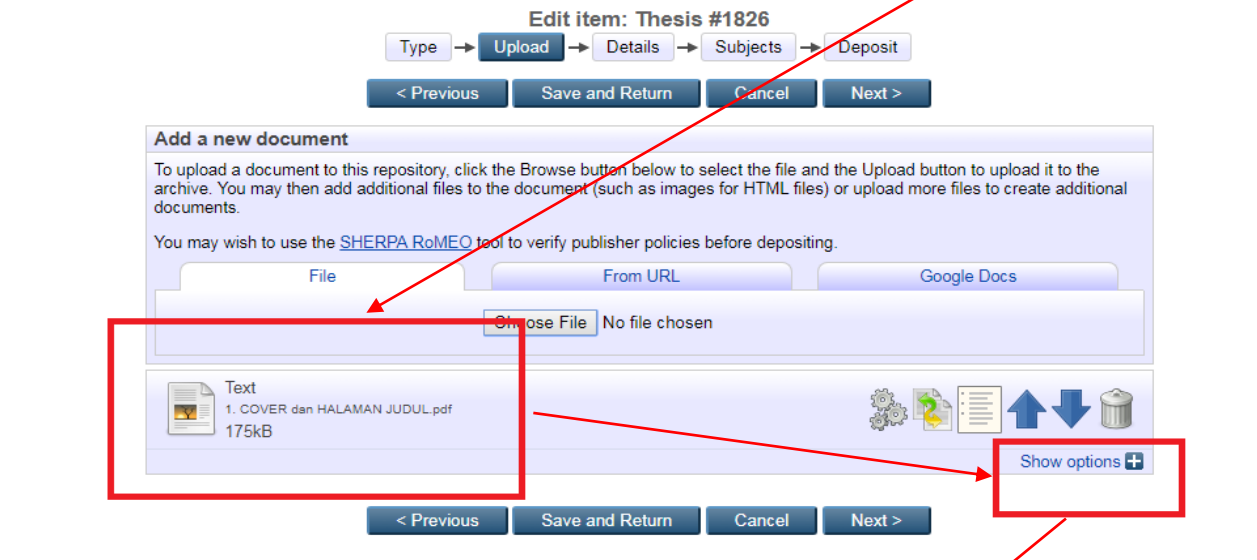 Edit item: Thesis #1826
Type Upload Details Subjects Deposit
< Previous Save and Return Cancel Next >
Add a new document
To upload a document to this repository, click the Browse button below to select the file and the Upload button to upload it to the
archive. You may then add additional files to the document (such as images for HTML files) or upload more files to create additional
documents.
You may wish to use the SHERPA RoMEO tool to verify publisher policies before depositing.
File From URL Google Docs
Choose File No file chosen
Text
1. COVER dan HALAMAN JUDUL.pdf
175kB
Show options
< Previous Save and Return Cancel Next >